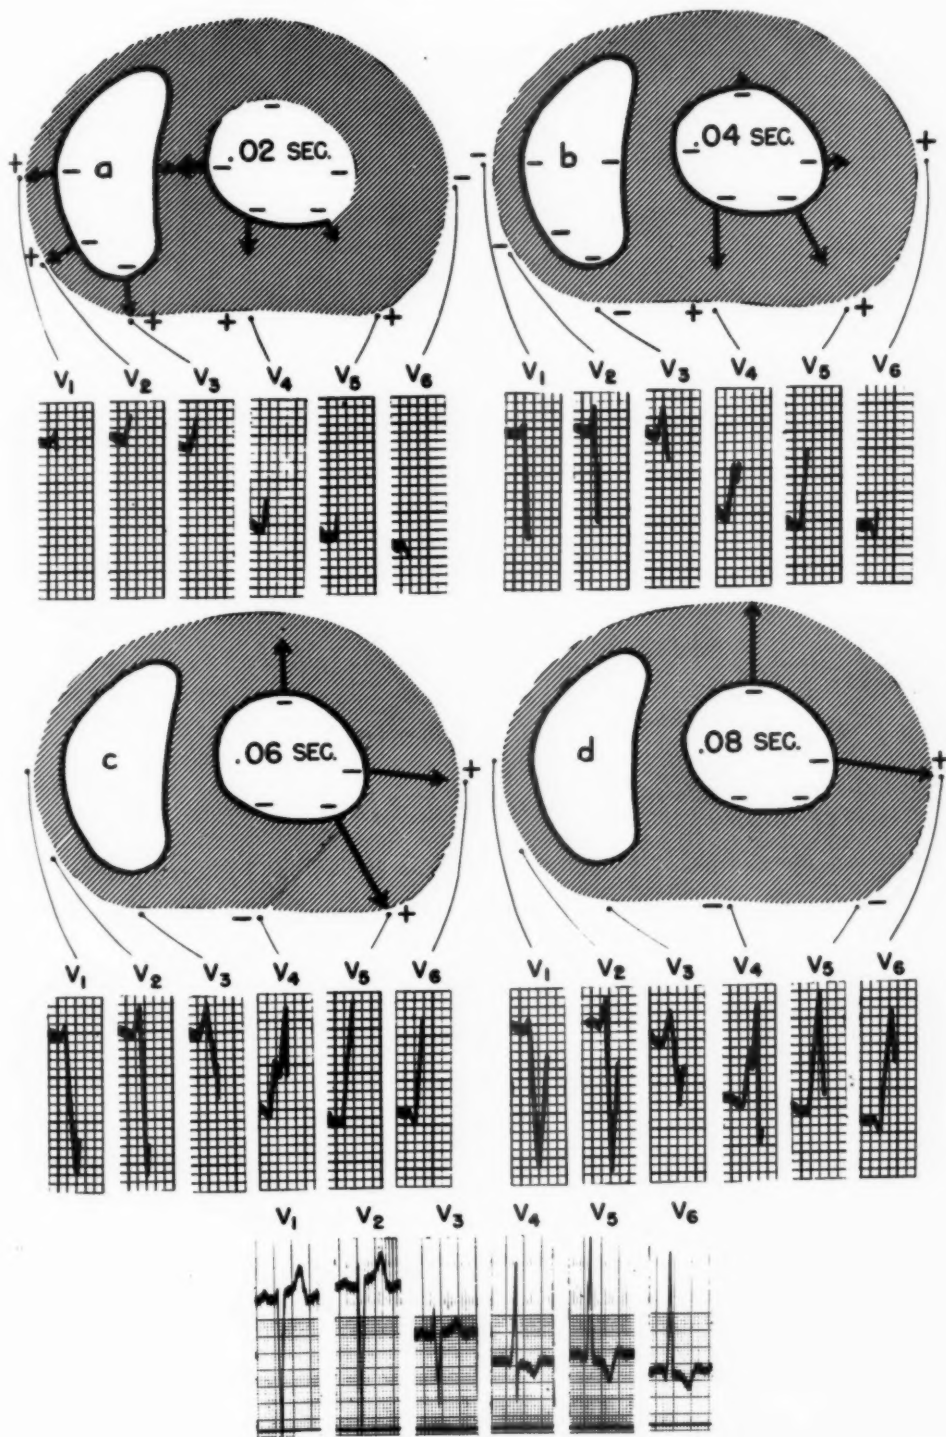 a .02 SEC.
b .04 SEC.
+ + + + + -
- - - + + +
V1 V2 V3 V4 V5 V6
V1 V2 V3 V4 V5 V6
c .06 SEC.
d .08 SEC.
- + +
- - +
V1 V2 V3 V4 V5 V6
V1 V2 V3 V4 V5 V6
V1 V2 V3 V4 V5 V6